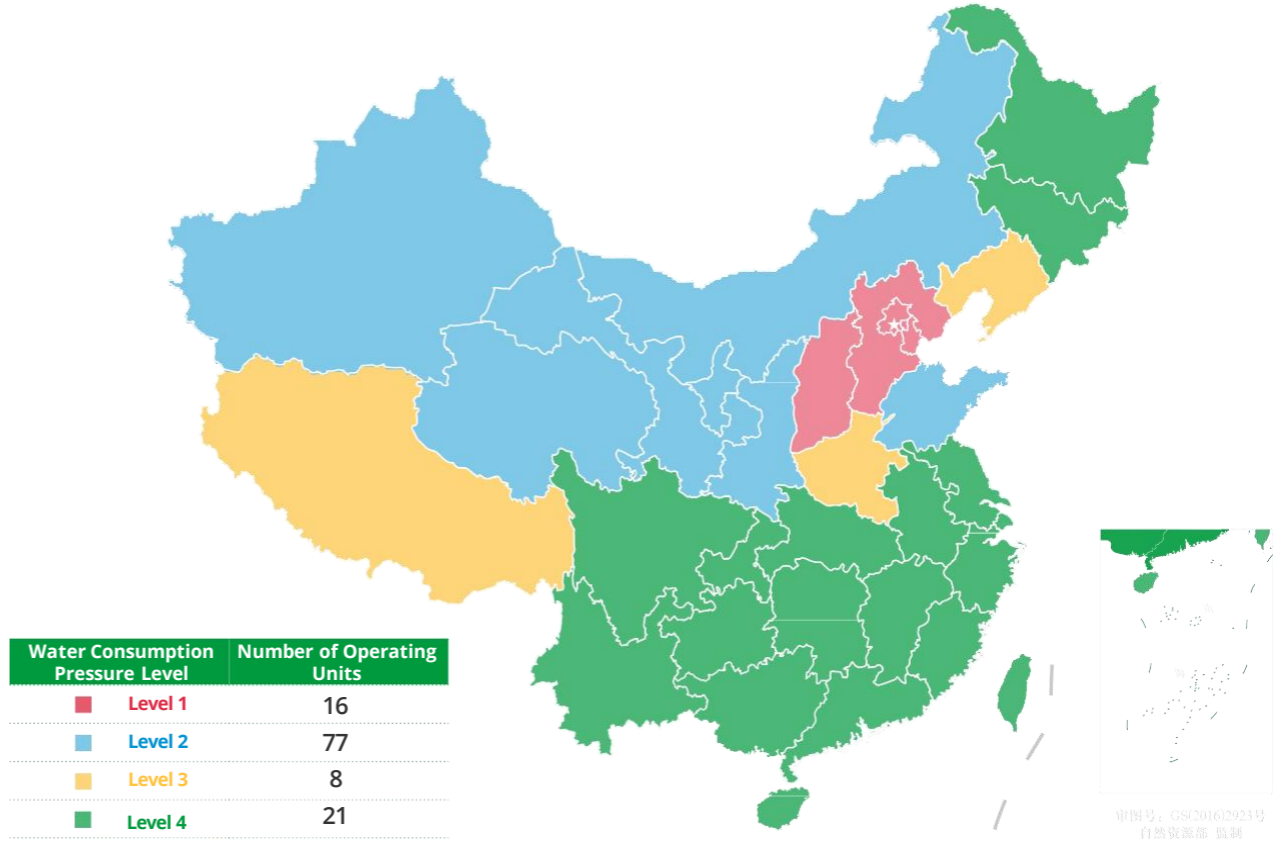 Water Consumption
Pressure Level
Number of Operating
Units
Level 1
16
Level 2
77
Level 3
8
Level 4
21
审图号：GS(2016)2923号
自然资源部 监制